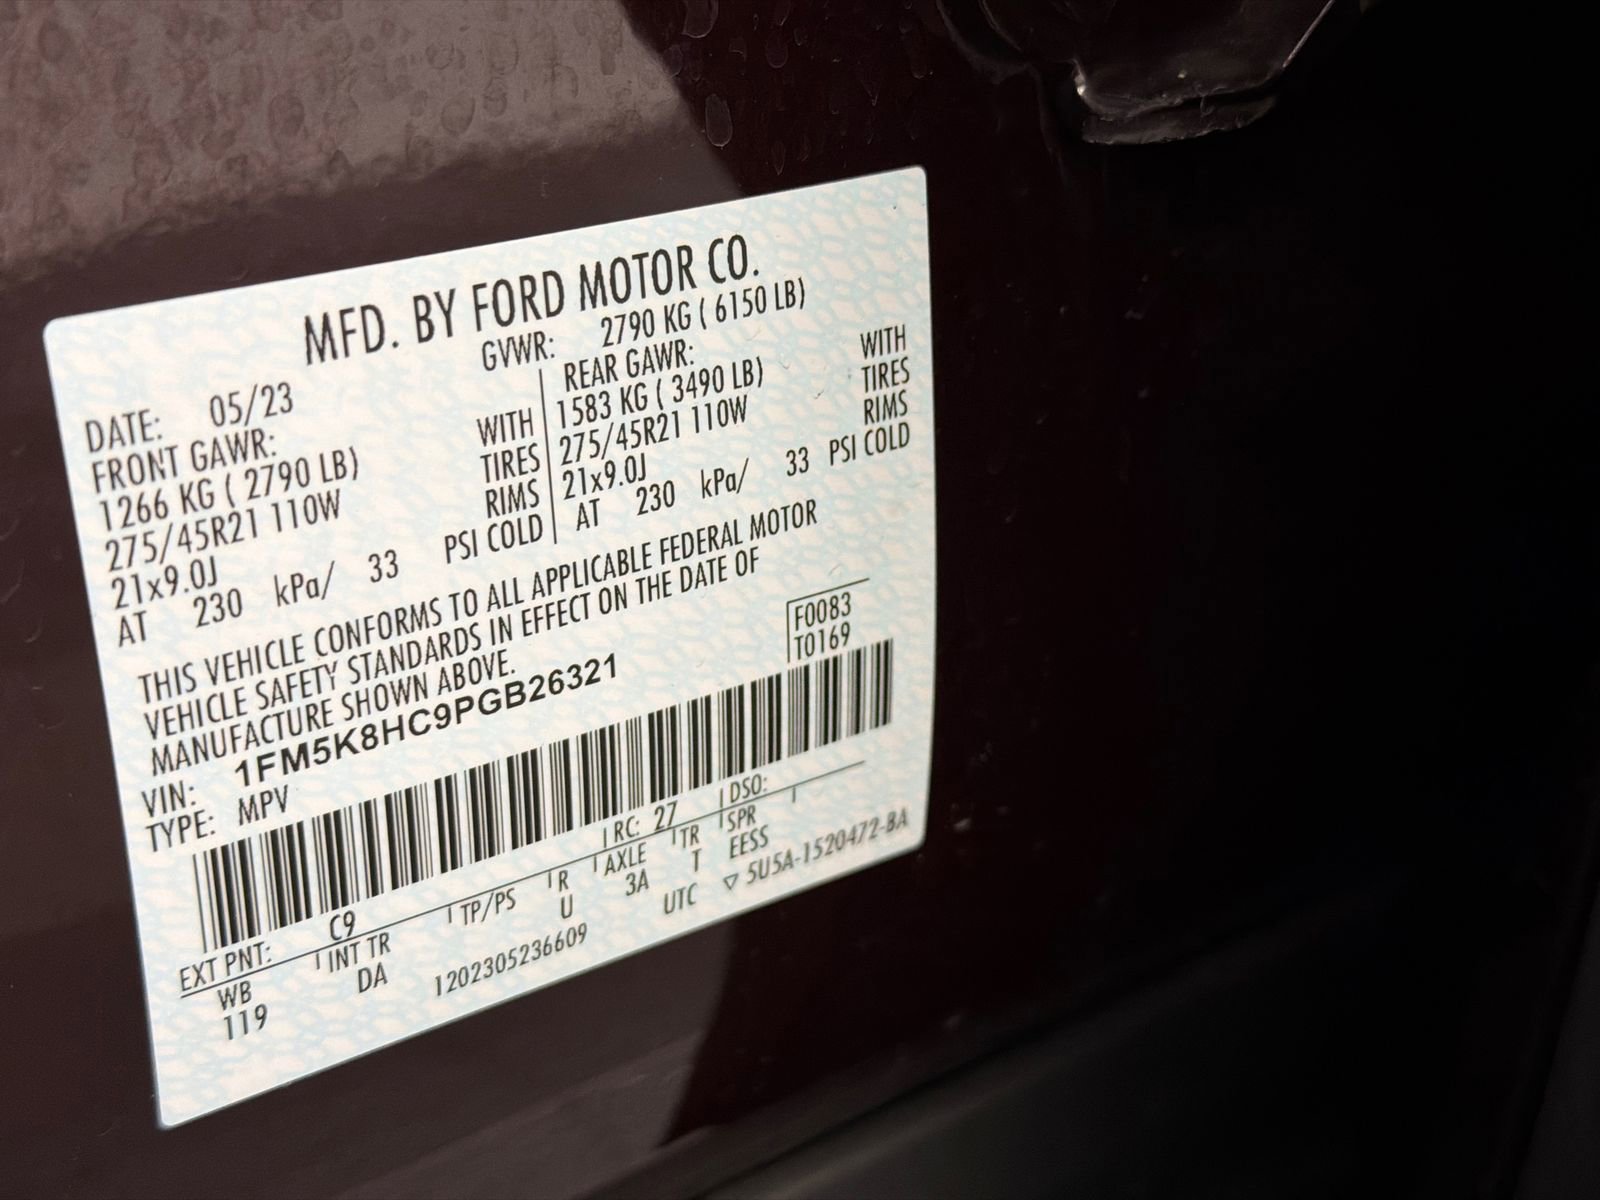 MFD. BY FORD MOTOR CO.
DATE: 05/23 GVWR: 2790 KG ( 6150 LB)
FRONT GAWR: REAR GAWR:
1266 KG ( 2790 LB) WITH 1583 KG ( 3490 LB) WITH
275/45R21 110W TIRES 275/45R21 110W TIRES
21x9.0J RIMS 21x9.0J RIMS
AT 230 kPa/ 33 PSI COLD AT 230 kPa/ 33 PSI COLD
THIS VEHICLE CONFORMS TO ALL APPLICABLE FEDERAL MOTOR
VEHICLE SAFETY STANDARDS IN EFFECT ON THE DATE OF
MANUFACTURE SHOWN ABOVE.
F0083
T0169
VIN: 1FM5K8HC9PGB26321
TYPE: MPV
EXT PNT: C9 RC: 27 DSO:
WB INT TR TP/PS R AXLE TR SPR
119 DA U 3A T EESS
1202305236609 UTC ▽ 5U5A-1520472-BA